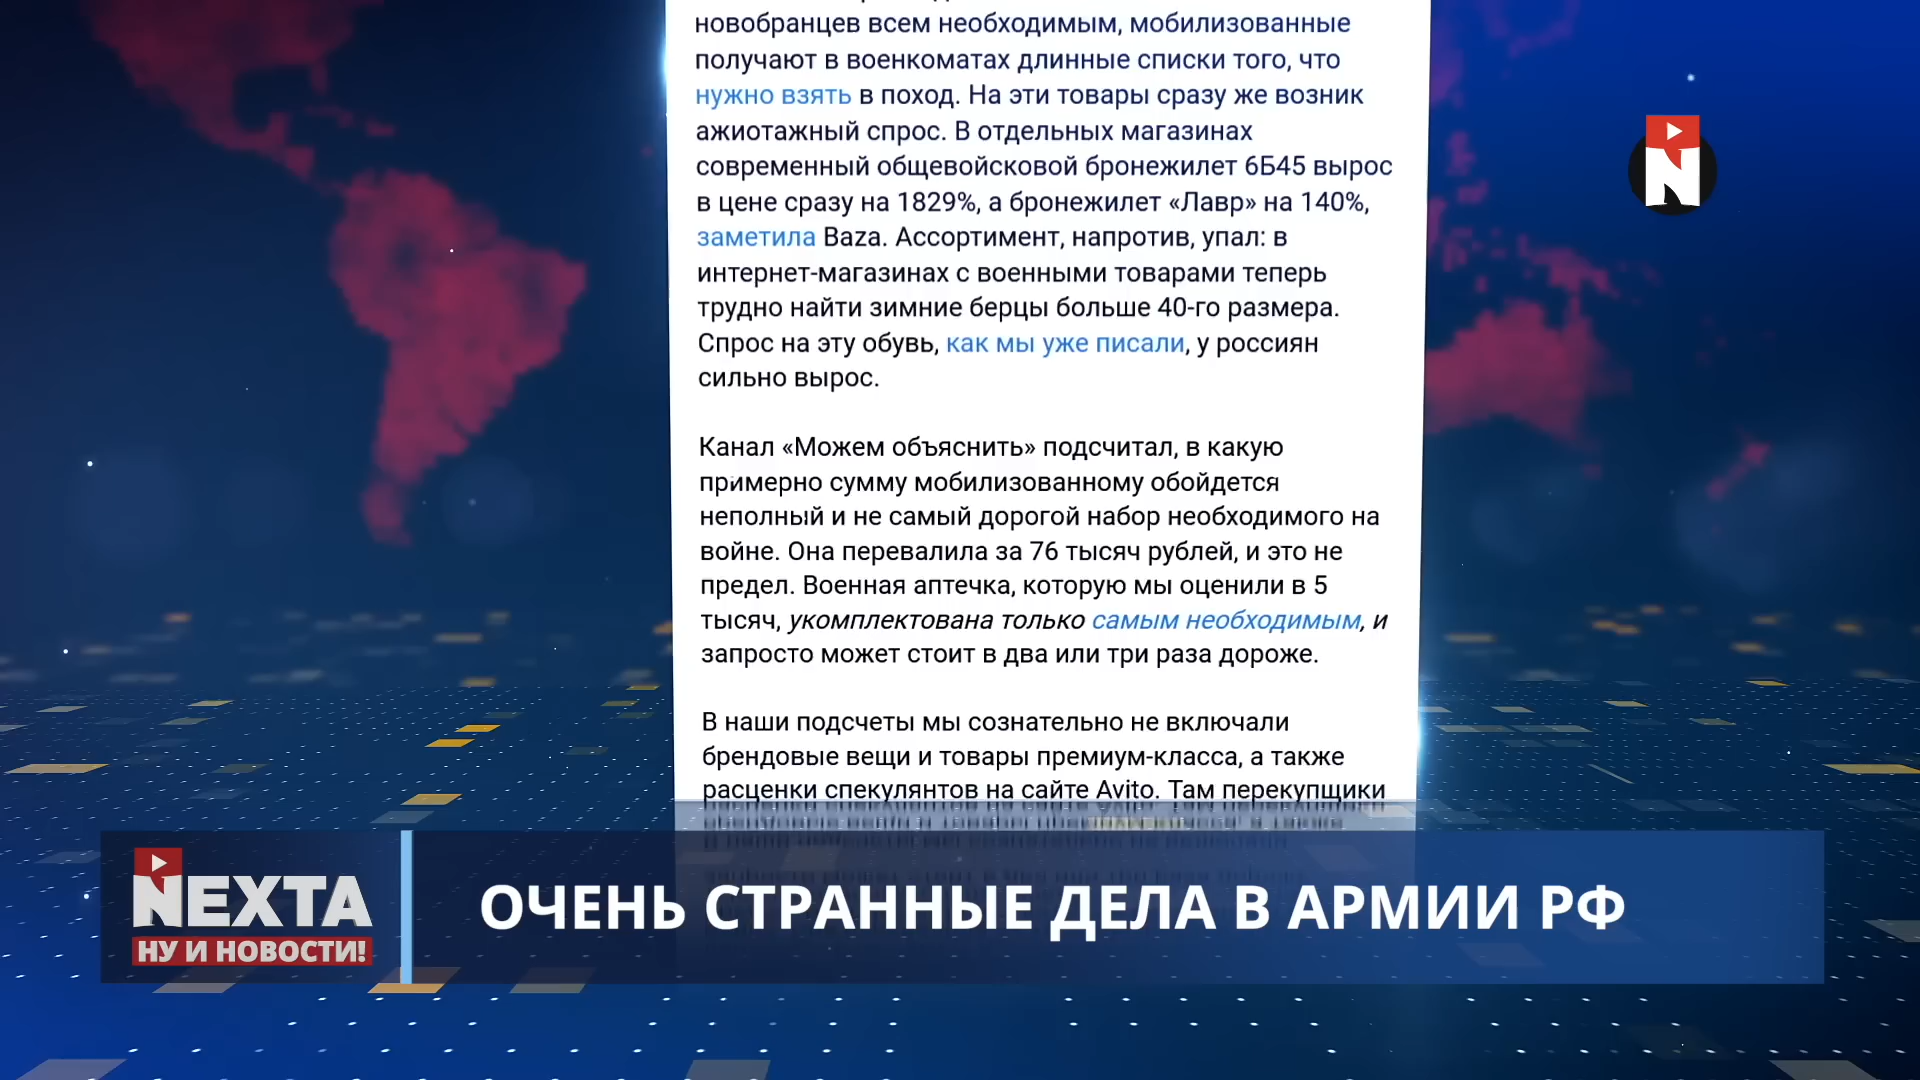 новобранцев всем необходимым, мобилизованные
получают в военкоматах длинные списки того, что
нужно взять в поход. На эти товары сразу же возник
ажиотажный спрос. В отдельных магазинах
современный общевойсковой бронежилет 6Б45 вырос
в цене сразу на 1829%, а бронежилет «Лавр» на 140%,
заметила Baza. Ассортимент, напротив, упал: в
интернет-магазинах с военными товарами теперь
трудно найти зимние берцы больше 40-го размера.
Спрос на эту обувь, как мы уже писали, у россиян
сильно вырос.
Канал «Можем объяснить» подсчитал, в какую
примерно сумму мобилизованному обойдется
неполный и не самый дорогой набор необходимого на
войне. Она перевалила за 76 тысяч рублей, и это не
предел. Военная аптечка, которую мы оценили в 5
тысяч, укомплектована только самым необходимым, и
запросто может стоит в два или три раза дороже.
В наши подсчеты мы сознательно не включали
брендовые вещи и товары премиум-класса, а также
расценки спекулянтов на сайте Avito. Там перекупщики
N
NEXTA
НУ И НОВОСТИ!
ОЧЕНЬ СТРАННЫЕ ДЕЛА В АРМИИ РФ